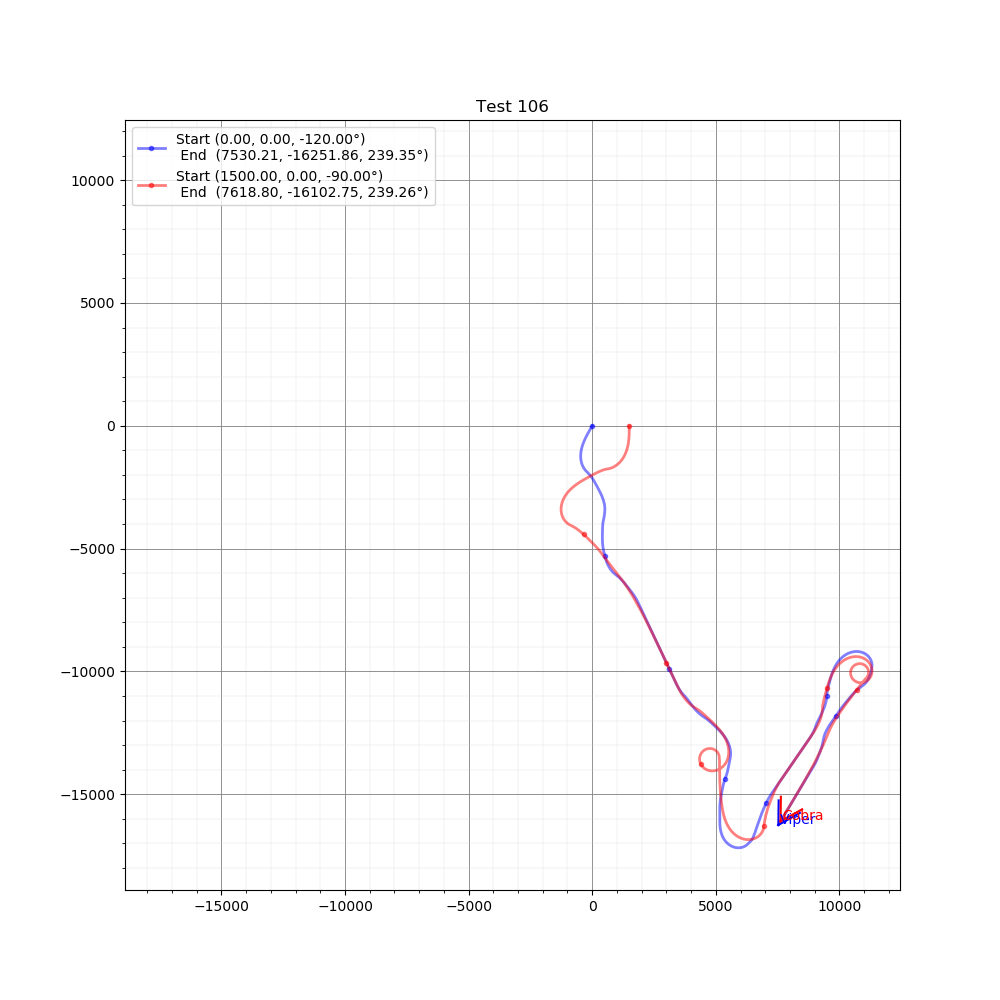 Test 106
Start (0.00, 0.00, -120.00°)
End (7530.21, -16251.86, 239.35°)
Start (1500.00, 0.00, -90.00°)
End (7618.80, -16102.75, 239.26°)
10000
5000
0
−5000
−10000
−15000
Cobra
Viper
−15000 −10000 −5000 0 5000 10000